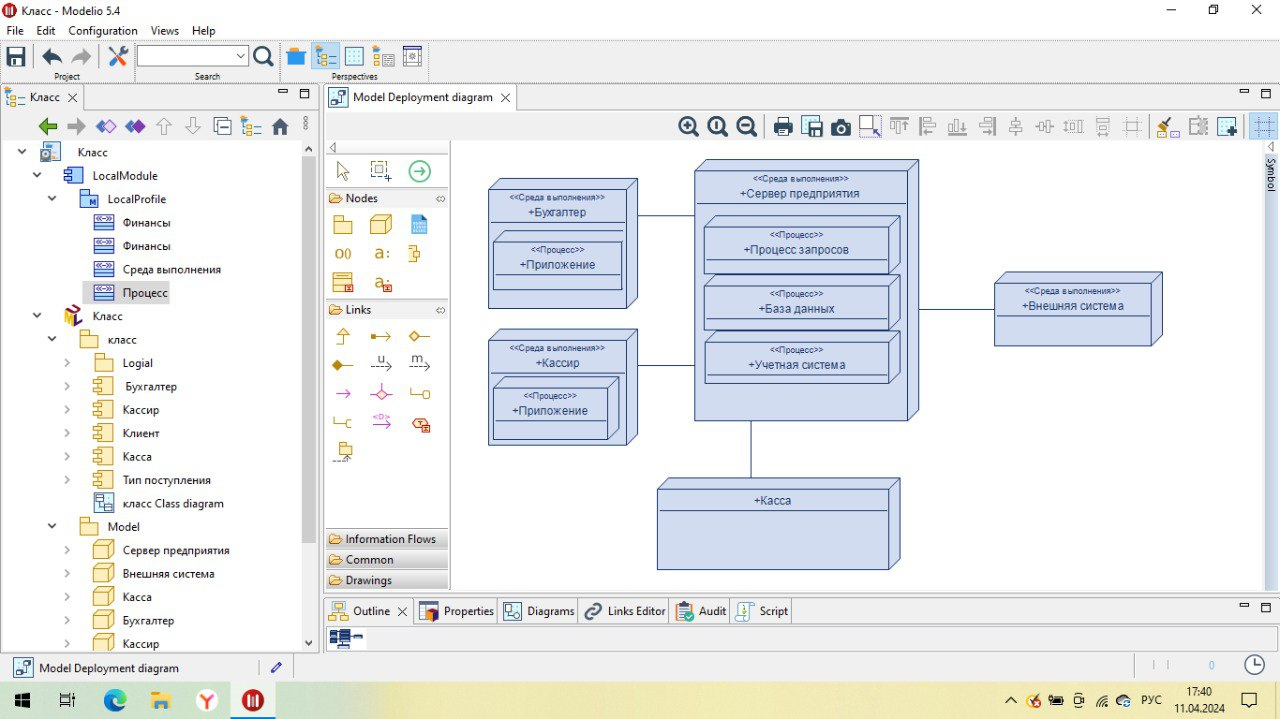 Класс - Modelio 5.4
File Edit Configuration Views Help
Project
Search
Perspectives
Класс
Класс
LocalModule
LocalProfile
Финансы
Финансы
Среда выполнения
Процесс
Класс
класс
Logial
Бухгалтер
Кассир
Клиент
Касса
Тип поступления
класс Class diagram
Model
Сервер предприятия
Внешняя система
Касса
Бухгалтер
Кассир
Model Deployment diagram
Nodes
Links
Information Flows
Common
Drawings
<<Среда выполнения>>
+Бухгалтер
<<Процесс>>
+Приложение
<<Среда выполнения>>
+Кассир
<<Процесс>>
+Приложение
<<Среда выполнения>>
+Сервер предприятия
<<Процесс>>
+Процесс запросов
<<Процесс>>
+База данных
<<Процесс>>
+Учетная система
<<Среда выполнения>>
+Внешняя система
+Касса
Symbol
Outline Properties Diagrams Links Editor Audit Script
Model Deployment diagram
0
РУС
17:40
11.04.2024